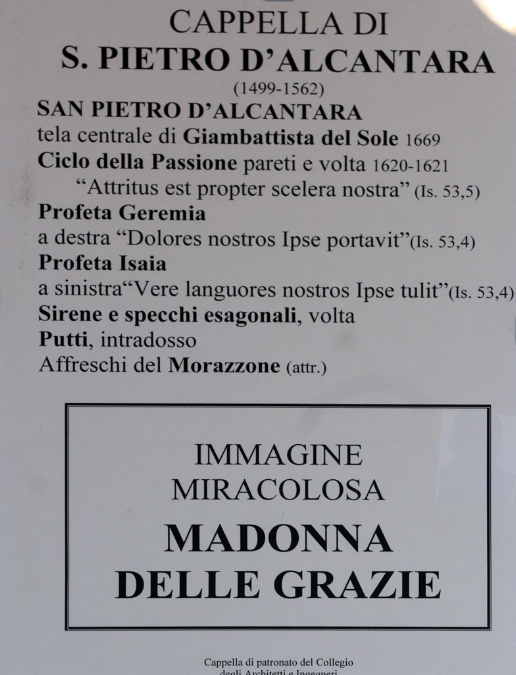 CAPPELLA DI
S. PIETRO D’ALCANTARA
(1499-1562)
SAN PIETRO D’ALCANTARA
tela centrale di Giambattista del Sole 1669
Ciclo della Passione pareti e volta 1620-1621
“Attritus est propter scelera nostra” (Is. 53,5)
Profeta Geremia
a destra “Dolores nostros Ipse portavit”(Is. 53,4)
Profeta Isaia
a sinistra“Vere languores nostros Ipse tulit”(Is. 53,4)
Sirene e specchi esagonali, volta
Putti, intradosso
Affreschi del Morazzone (attr.)
IMMAGINE
MIRACOLOSA
MADONNA
DELLE GRAZIE
Cappella di patronato del Collegio
degli Architetti e Ingegneri